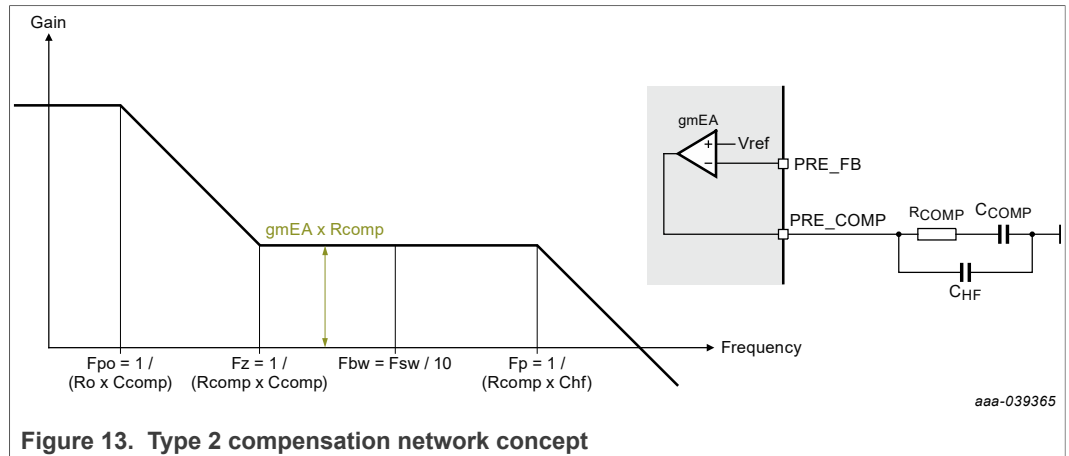 Gain
gmEA
+
Vref
−
PRE_FB
PRE_COMP
RCOMP
CCOMP
CHF
gmEA x Rcomp
Frequency
Fpo = 1 /
(Ro x Ccomp)
Fz = 1 /
(Rcomp x Ccomp)
Fbw = Fsw / 10
Fp = 1 /
(Rcomp x Chf)
aaa-039365
Figure 13. Type 2 compensation network concept